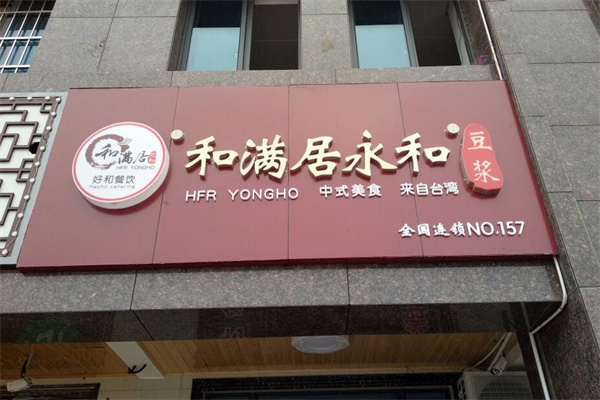 和满居
HFR YONGHO
好和餐饮
Haohe catering
和满居永和
豆浆
HFR YONGHO 中式美食 来自台湾
全国连锁NO.157